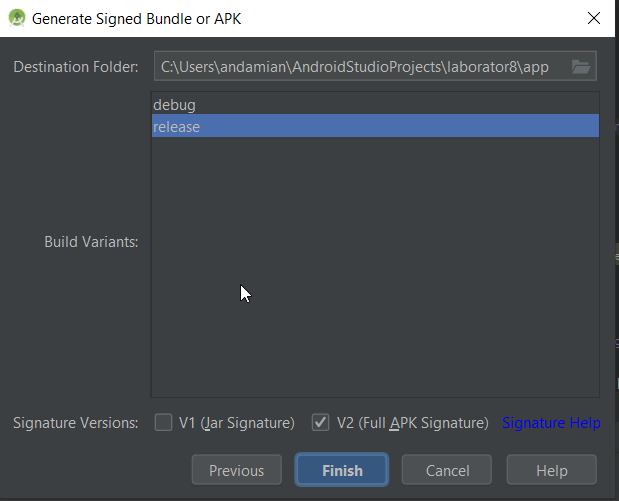 Generate Signed Bundle or APK
Destination Folder: C:\Users\andamian\AndroidStudioProjects\laborator8\app
debug
release
Build Variants:
Signature Versions: V1 (Jar Signature) V2 (Full APK Signature) Signature Help
Previous Finish Cancel Help